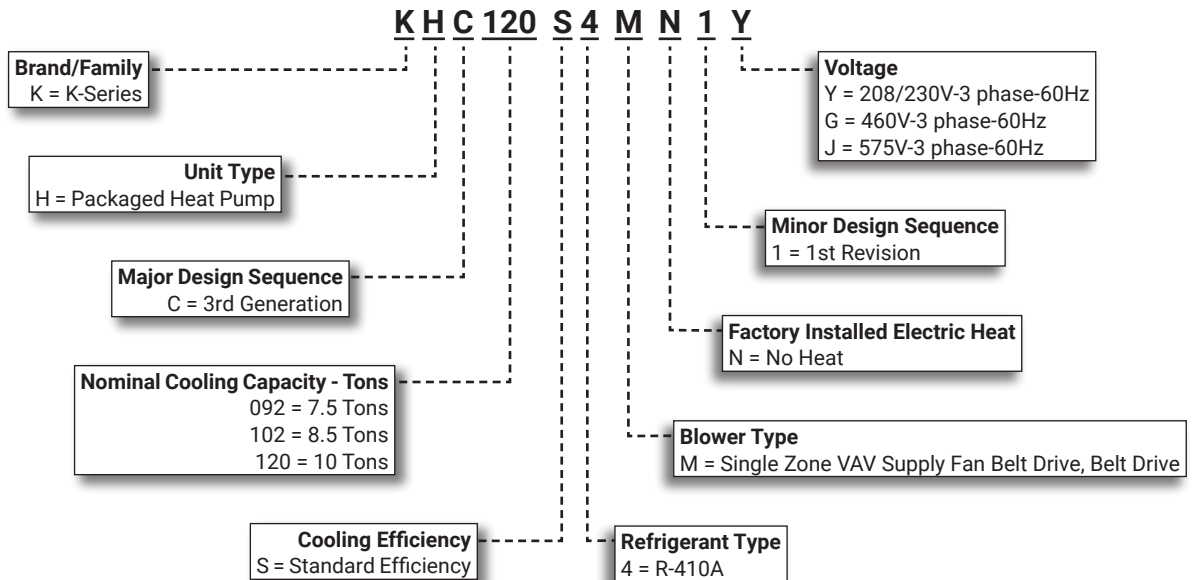 K H C 120 S 4 M N 1 Y
Brand/Family
K = K-Series
Voltage
Y = 208/230V-3 phase-60Hz
G = 460V-3 phase-60Hz
J = 575V-3 phase-60Hz
Unit Type
H = Packaged Heat Pump
Minor Design Sequence
1 = 1st Revision
Major Design Sequence
C = 3rd Generation
Factory Installed Electric Heat
N = No Heat
Nominal Cooling Capacity - Tons
092 = 7.5 Tons
102 = 8.5 Tons
120 = 10 Tons
Blower Type
M = Single Zone VAV Supply Fan Belt Drive, Belt Drive
Cooling Efficiency
S = Standard Efficiency
Refrigerant Type
4 = R-410A